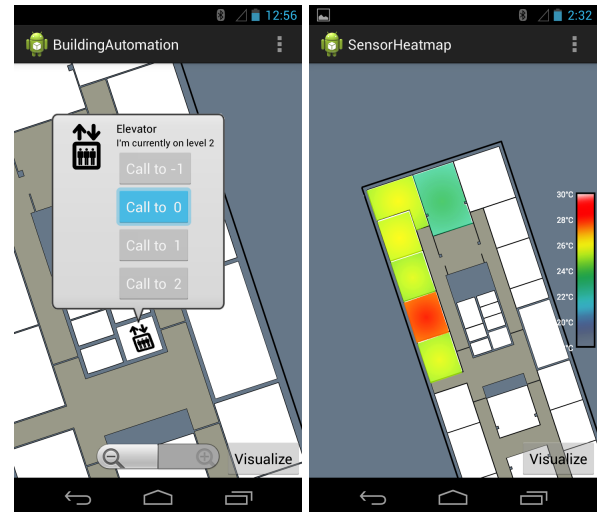 12:56
BuildingAutomation
Elevator
I'm currently on level 2
Call to -1
Call to 0
Call to 1
Call to 2
Visualize
2:32
SensorHeatmap
30°C
28°C
26°C
24°C
22°C
20°C
Visualize